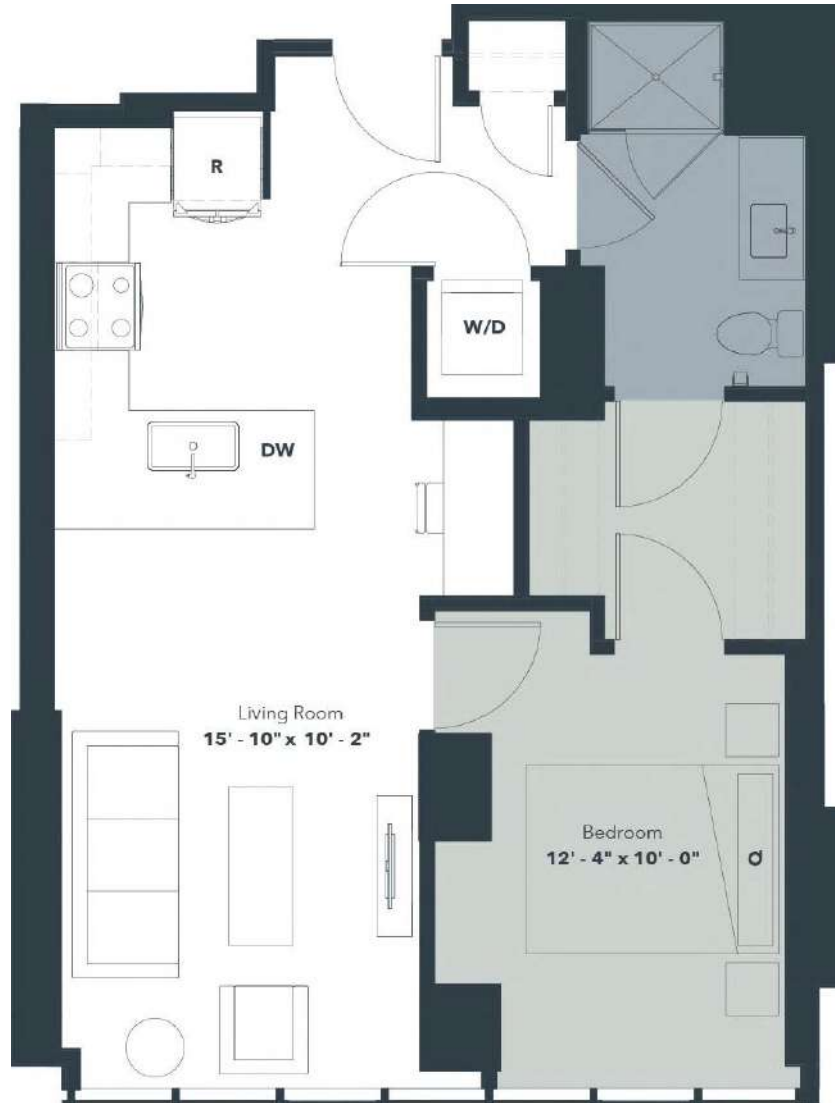 R
W/D
DW
Living Room
15' - 10" x 10' - 2"
Bedroom
12' - 4" x 10' - 0"
Q